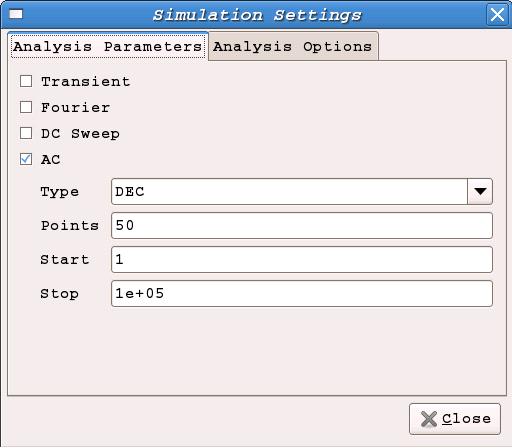 Simulation Settings
Analysis Parameters Analysis Options
Transient
Fourier
DC Sweep
AC
Type DEC
Points 50
Start 1
Stop 1e+05
Close